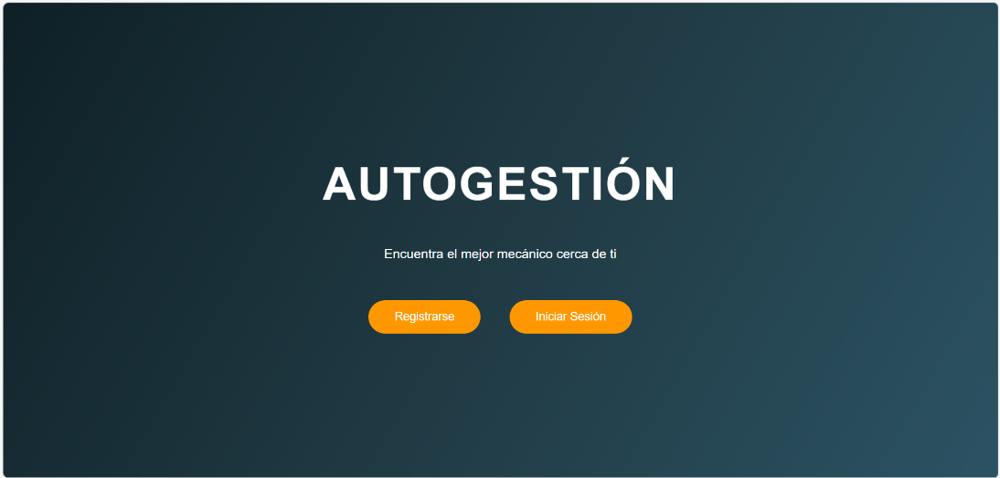 AUTOGESTIÓN
Encuentra el mejor mecánico cerca de ti
Registrarse
Iniciar Sesión